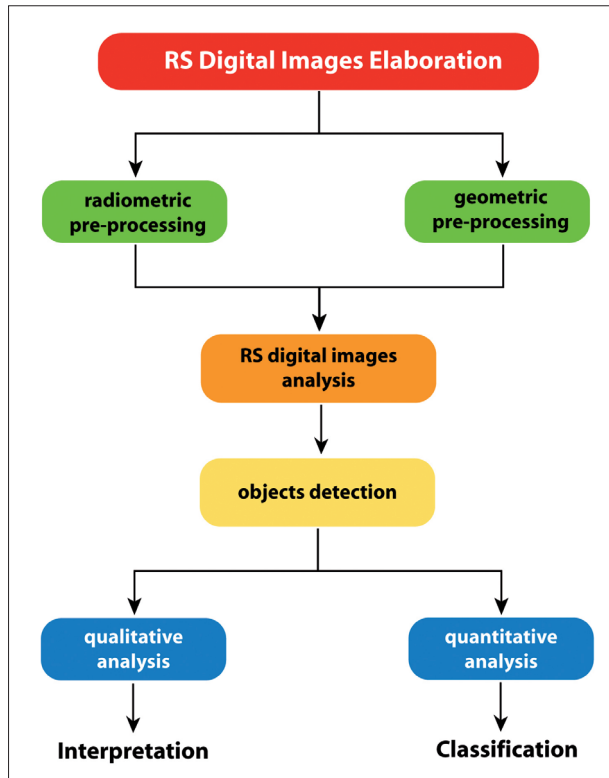 RS Digital Images Elaboration
radiometric
pre-processing
geometric
pre-processing
RS digital images
analysis
objects detection
qualitative
analysis
quantitative
analysis
Interpretation
Classification